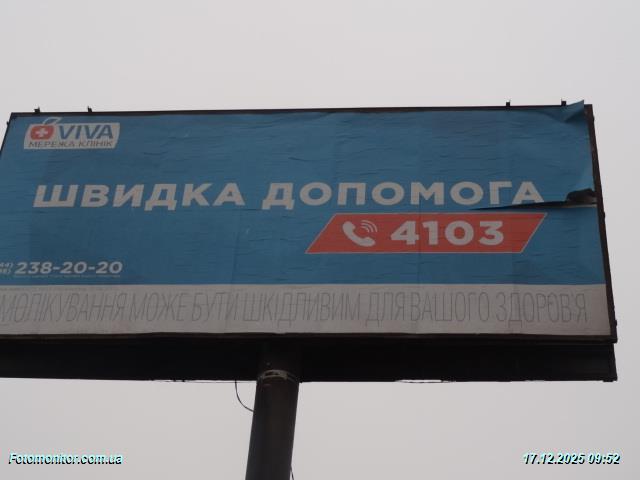 VIVA
МЕРЕЖА КЛІНІК
ШВИДКА ДОПОМОГА
4103
238-20-20
МОЖЕ БУТИ ШКІДЛИВИМ ДЛЯ ВАШОГО ЗДОРОВ'Я
Fotomonitor.com.ua
17.12.2025 09:52